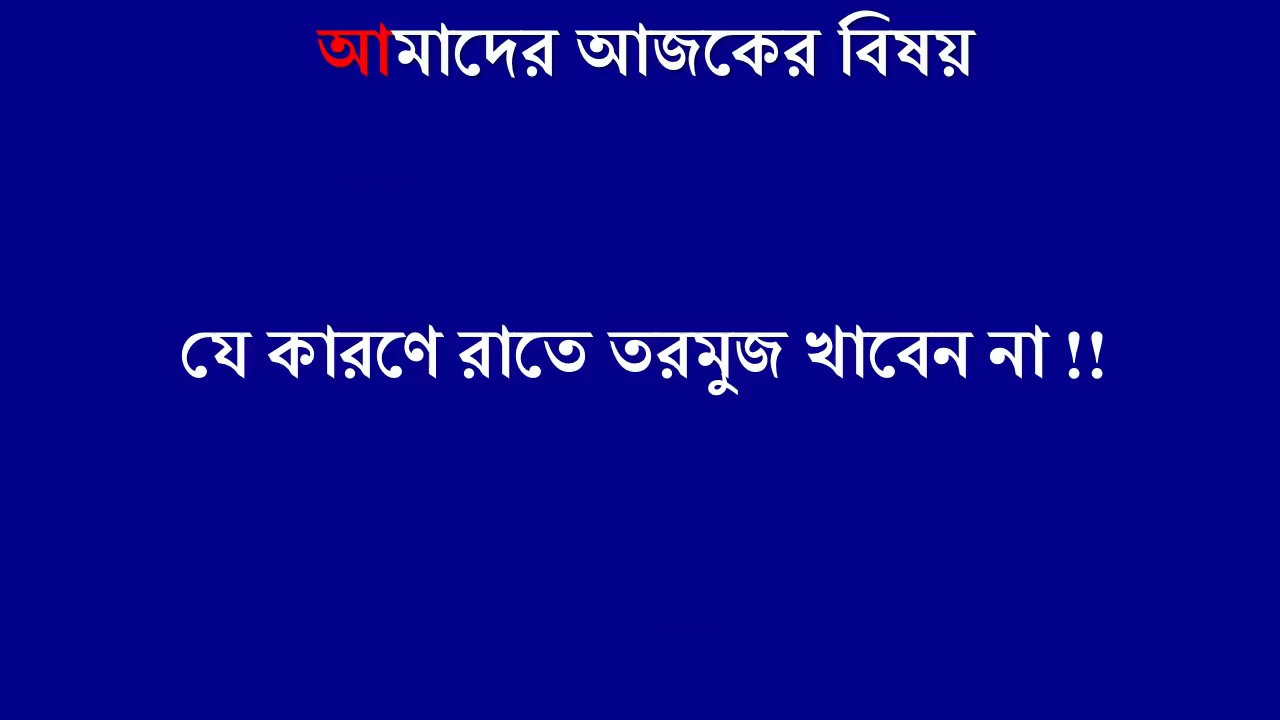 আমাদের আজকের বিষয়
যে কারণে রাতে তরমুজ খাবেন না !!